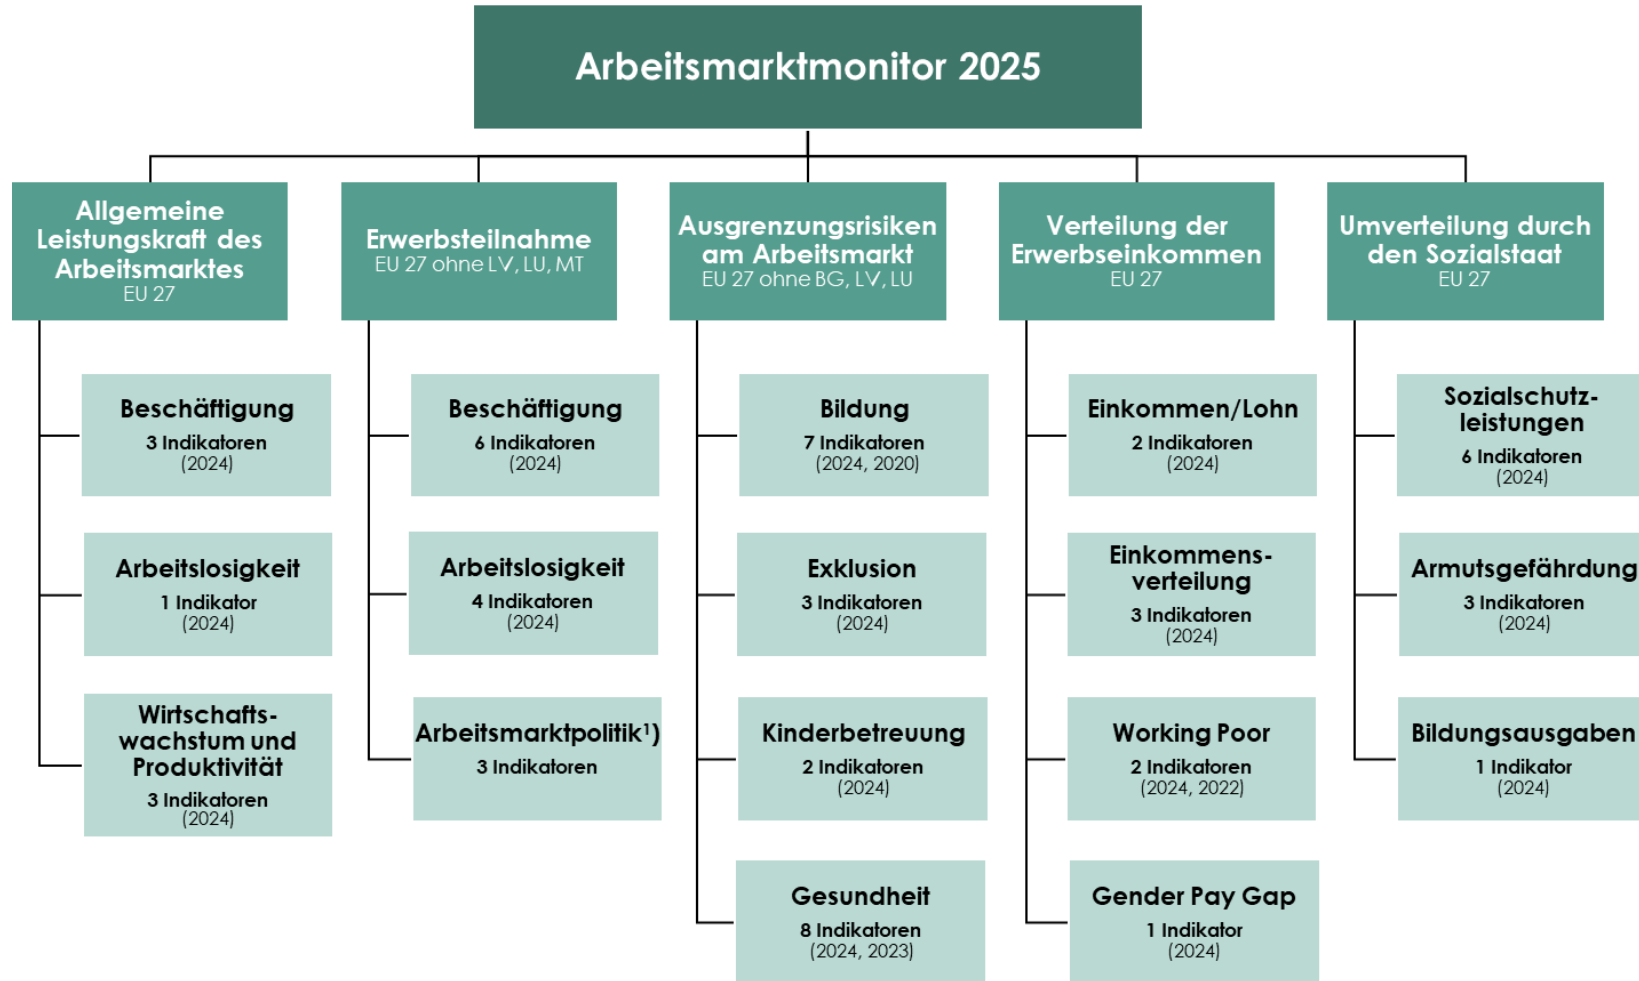 Arbeitsmarktmonitor 2025
Allgemeine
Leistungskraft des
Arbeitsmarktes
EU 27
Beschäftigung
3 Indikatoren
(2024)
Arbeitslosigkeit
1 Indikator
(2024)
Wirtschafts-
wachstum und
Produktivität
3 Indikatoren
(2024)
Erwerbsteilnahme
EU 27 ohne LV, LU, MT
Beschäftigung
6 Indikatoren
(2024)
Arbeitslosigkeit
4 Indikatoren
(2024)
Arbeitsmarktpolitik¹)
3 Indikatoren
Ausgrenzungsrisiken
am Arbeitsmarkt
EU 27 ohne BG, LV, LU
Bildung
7 Indikatoren
(2024, 2020)
Exklusion
3 Indikatoren
(2024)
Kinderbetreuung
2 Indikatoren
(2024)
Gesundheit
8 Indikatoren
(2024, 2023)
Verteilung der
Erwerbseinkommen
EU 27
Einkommen/Lohn
2 Indikatoren
(2024)
Einkommens-
verteilung
3 Indikatoren
(2024)
Working Poor
2 Indikatoren
(2024, 2022)
Gender Pay Gap
1 Indikator
(2024)
Umverteilung durch
den Sozialstaat
EU 27
Sozialschutz-
leistungen
6 Indikatoren
(2024)
Armutsgefährdung
3 Indikatoren
(2024)
Bildungsausgaben
1 Indikator
(2024)